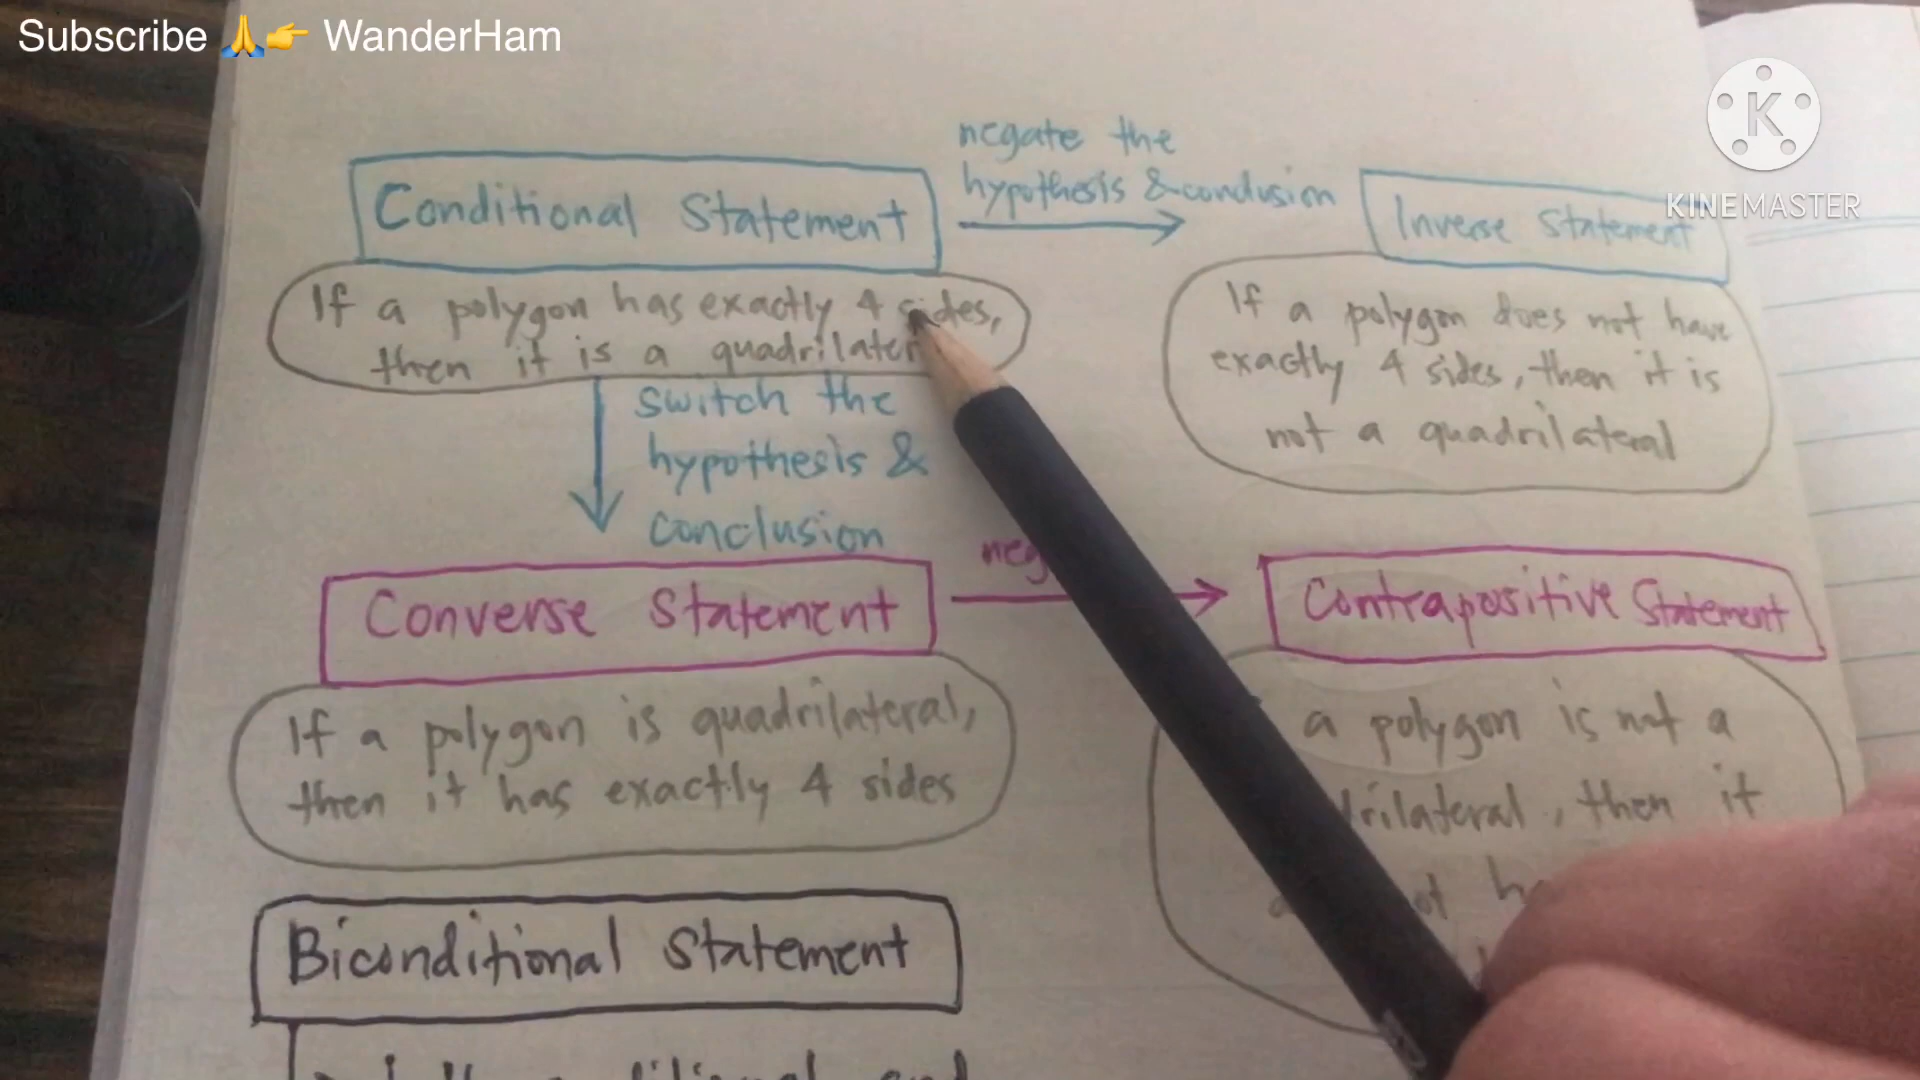 Subscribe 🙏👉 WanderHam
KINEMASTER
negate the
hypothesis & conclusion
Conditional Statement
Inverse Statement
If a polygon has exactly 4 sides,
then it is a
If a polygon does not have
exactly 4 sides, then it is
not a quadrilateral
switch the
hypothesis &
conclusion
Converse Statement
Contrapositive Statement
If a polygon is quadrilateral,
then it has exactly 4 sides
a polygon is not a
, then it
Biconditional Statement
and